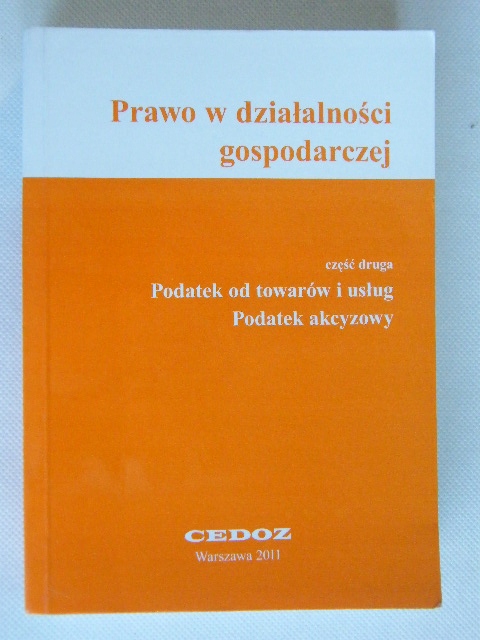 Prawo w działalności
gospodarczej
część druga
Podatek od towarów i usług
Podatek akcyzowy
CEDOZ
Warszawa 2011